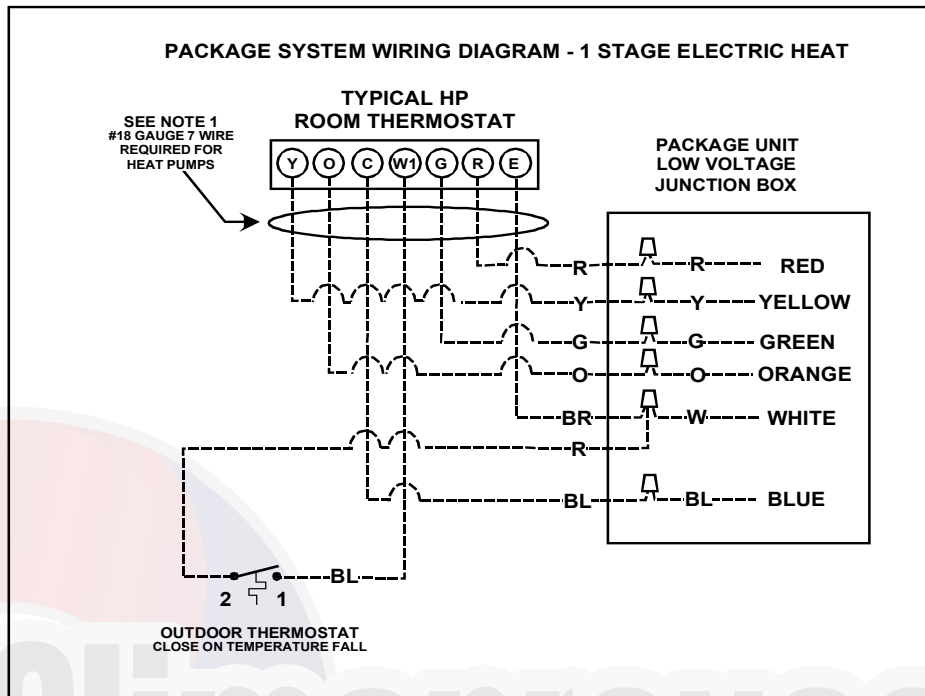 PACKAGE SYSTEM WIRING DIAGRAM - 1 STAGE ELECTRIC HEAT
TYPICAL HP
ROOM THERMOSTAT
SEE NOTE 1
#18 GAUGE 7 WIRE
REQUIRED FOR
HEAT PUMPS
Y O C W1 G R E
PACKAGE UNIT
LOW VOLTAGE
JUNCTION BOX
R R RED
Y Y YELLOW
G G GREEN
O O ORANGE
BR W WHITE
R
BL BL BLUE
BL
2 1
OUTDOOR THERMOSTAT
CLOSE ON TEMPERATURE FALL